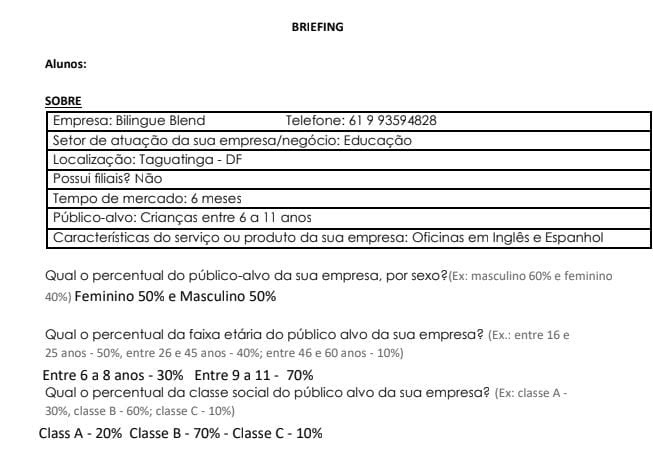 BRIEFING
Alunos:
SOBRE
Empresa: Bilingue Blend Telefone: 61 9 93594828
Setor de atuação da sua empresa/negócio: Educação
Localização: Taguatinga - DF
Possui filiais? Não
Tempo de mercado: 6 meses
Público-alvo: Crianças entre 6 a 11 anos
Características do serviço ou produto da sua empresa: Oficinas em Inglês e Espanhol
Qual o percentual do público-alvo da sua empresa, por sexo?(Ex: masculino 60% e feminino
40%) Feminino 50% e Masculino 50%
Qual o percentual da faixa etária do público alvo da sua empresa? (Ex.: entre 16 e
25 anos - 50%, entre 26 e 45 anos - 40%; entre 46 e 60 anos - 10%)
Entre 6 a 8 anos - 30% Entre 9 a 11 - 70%
Qual o percentual da classe social do público alvo da sua empresa? (Ex: classe A -
30%, classe B - 60%; classe C - 10%)
Class A - 20% Classe B - 70% - Classe C - 10%